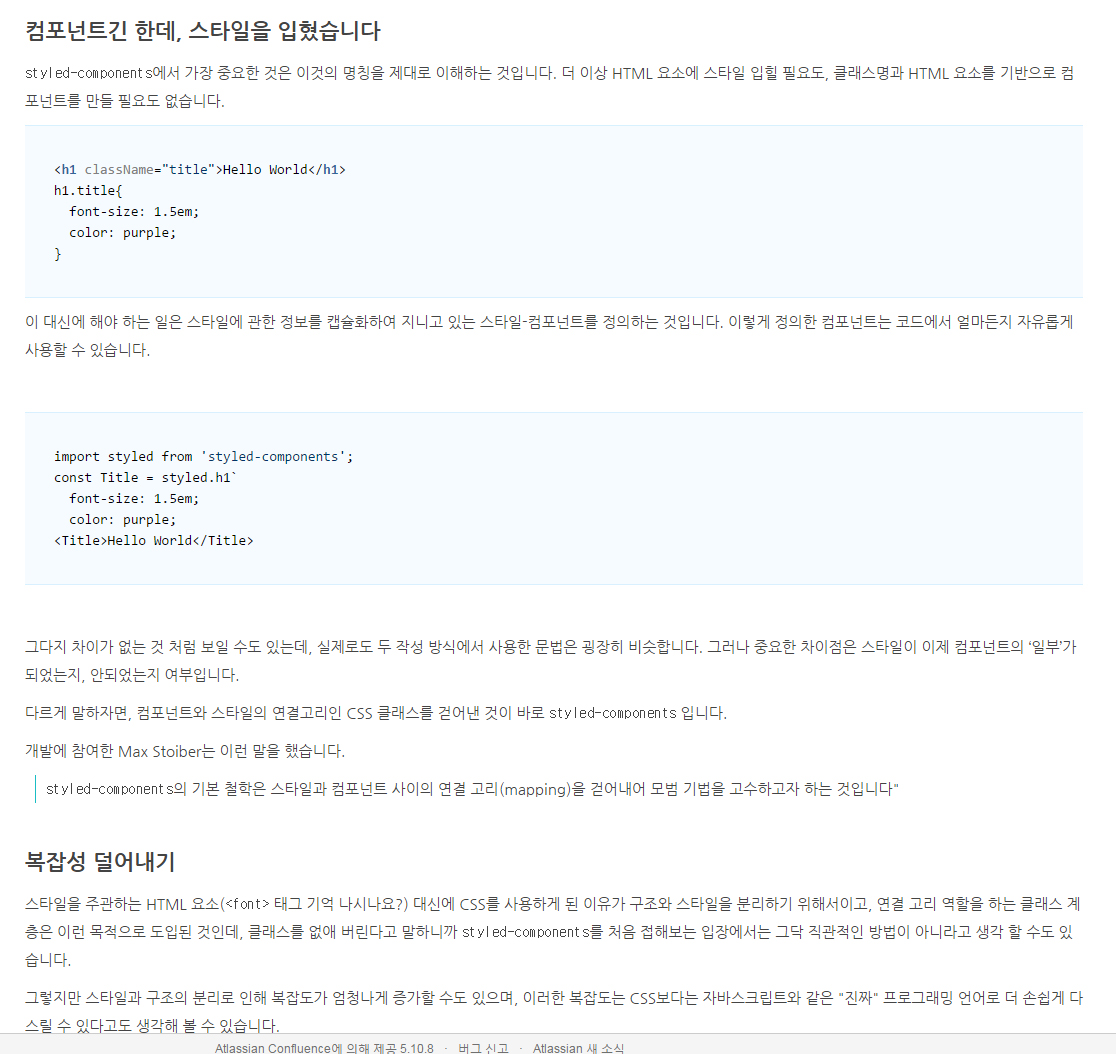 컴포넌트긴 한데, 스타일을 입혔습니다
styled-components에서 가장 중요한 것은 이것의 명칭을 제대로 이해하는 것입니다. 더 이상 HTML 요소에 스타일 입힐 필요도, 클래스명과 HTML 요소를 기반으로 컴
포넌트를 만들 필요도 없습니다.
<h1 className="title">Hello World</h1>
h1.title{
  font-size: 1.5em;
  color: purple;
}
이 대신에 해야 하는 일은 스타일에 관한 정보를 캡슐화하여 지니고 있는 스타일-컴포넌트를 정의하는 것입니다. 이렇게 정의한 컴포넌트는 코드에서 얼마든지 자유롭게
사용할 수 있습니다.
import styled from 'styled-components';
const Title = styled.h1`
  font-size: 1.5em;
  color: purple;
<Title>Hello World</Title>
그다지 차이가 없는 것 처럼 보일 수도 있는데, 실제로도 두 작성 방식에서 사용한 문법은 굉장히 비슷합니다. 그러나 중요한 차이점은 스타일이 이제 컴포넌트의 ‘일부’가
되었는지, 안되었는지 여부입니다.
다르게 말하자면, 컴포넌트와 스타일의 연결고리인 CSS 클래스를 걷어낸 것이 바로 styled-components 입니다.
개발에 참여한 Max Stoiber는 이런 말을 했습니다.
styled-components의 기본 철학은 스타일과 컴포넌트 사이의 연결 고리(mapping)을 걷어내어 모범 기법을 고수하고자 하는 것입니다"
복잡성 덜어내기
스타일을 주관하는 HTML 요소(<font> 태그 기억 나시나요?) 대신에 CSS를 사용하게 된 이유가 구조와 스타일을 분리하기 위해서이고, 연결 고리 역할을 하는 클래스 계
층은 이런 목적으로 도입된 것인데, 클래스를 없애 버린다고 말하니까 styled-components를 처음 접해보는 입장에서는 그닥 직관적인 방법이 아니라고 생각 할 수도 있
습니다.
그렇지만 스타일과 구조의 분리로 인해 복잡도가 엄청나게 증가할 수도 있으며, 이러한 복잡도는 CSS보다는 자바스크립트와 같은 "진짜" 프로그래밍 언어로 더 손쉽게 다
스릴 수 있다고도 생각해 볼 수 있습니다.
Atlassian Confluence에 의해 제공 5.10.8 · 버그 신고 · Atlassian 새 소식